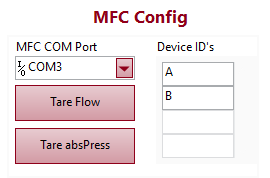 MFC Config
MFC COM Port
I/O COM3
Tare Flow
Tare absPress
Device ID's
A
B